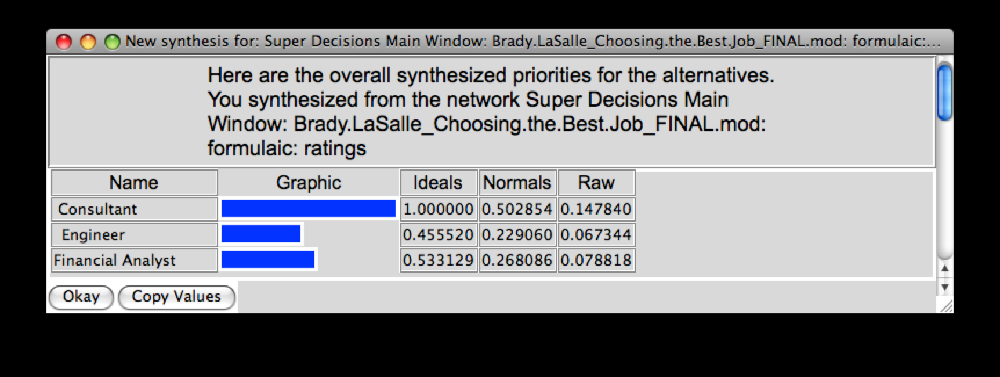 New synthesis for: Super Decisions Main Window: Brady.LaSalle_Choosing.the.Best.Job_FINAL.mod: formulaic:...
Here are the overall synthesized priorities for the alternatives.
You synthesized from the network Super Decisions Main
Window: Brady.LaSalle_Choosing.the.Best.Job_FINAL.mod:
formulaic: ratings
Name Graphic Ideals Normals Raw
Consultant 1.000000 0.502854 0.147840
Engineer 0.455520 0.229060 0.067344
Financial Analyst 0.533129 0.268086 0.078818
Okay Copy Values